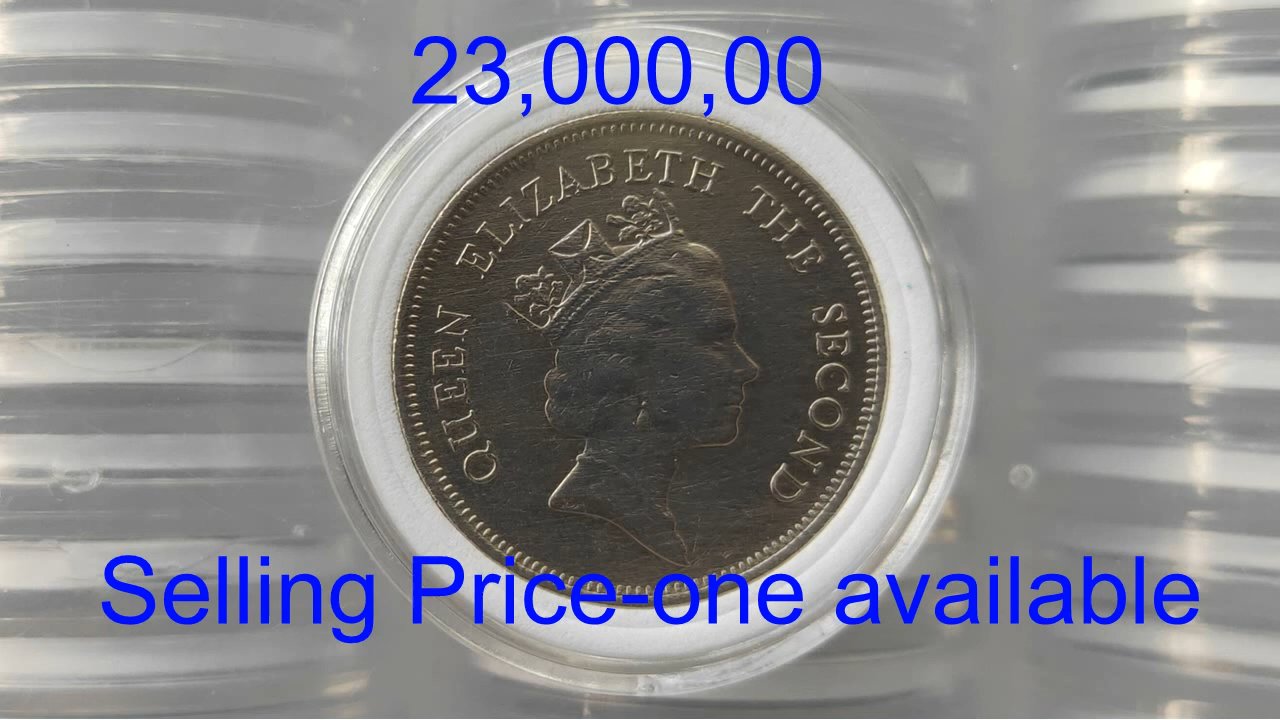 23,000,00
QUEEN ELIZABETH THE SECOND
Selling Price-one available